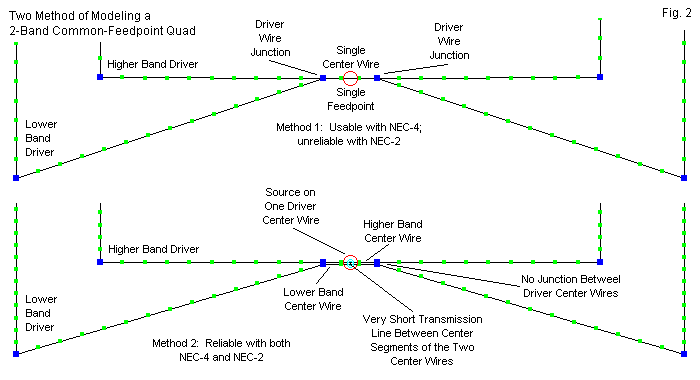 Two Method of Modeling a
2-Band Common-Feedpoint Quad
Fig. 2
Driver
Wire
Junction
Single
Center Wire
Driver
Wire
Junction
Higher Band Driver
Single
Feedpoint
Lower
Band
Driver
Method 1: Usable with NEC-4;
unreliable with NEC-2
Source on
One Driver
Center Wire
Higher Band
Center Wire
Higher Band Driver
Lower
Band
Driver
Lower Band
Center Wire
No Junction Betweel
Driver Center Wires
Very Short Transmission
Line Between Center
Segments of the Two
Center Wires
Method 2: Reliable with both
NEC-4 and NEC-2